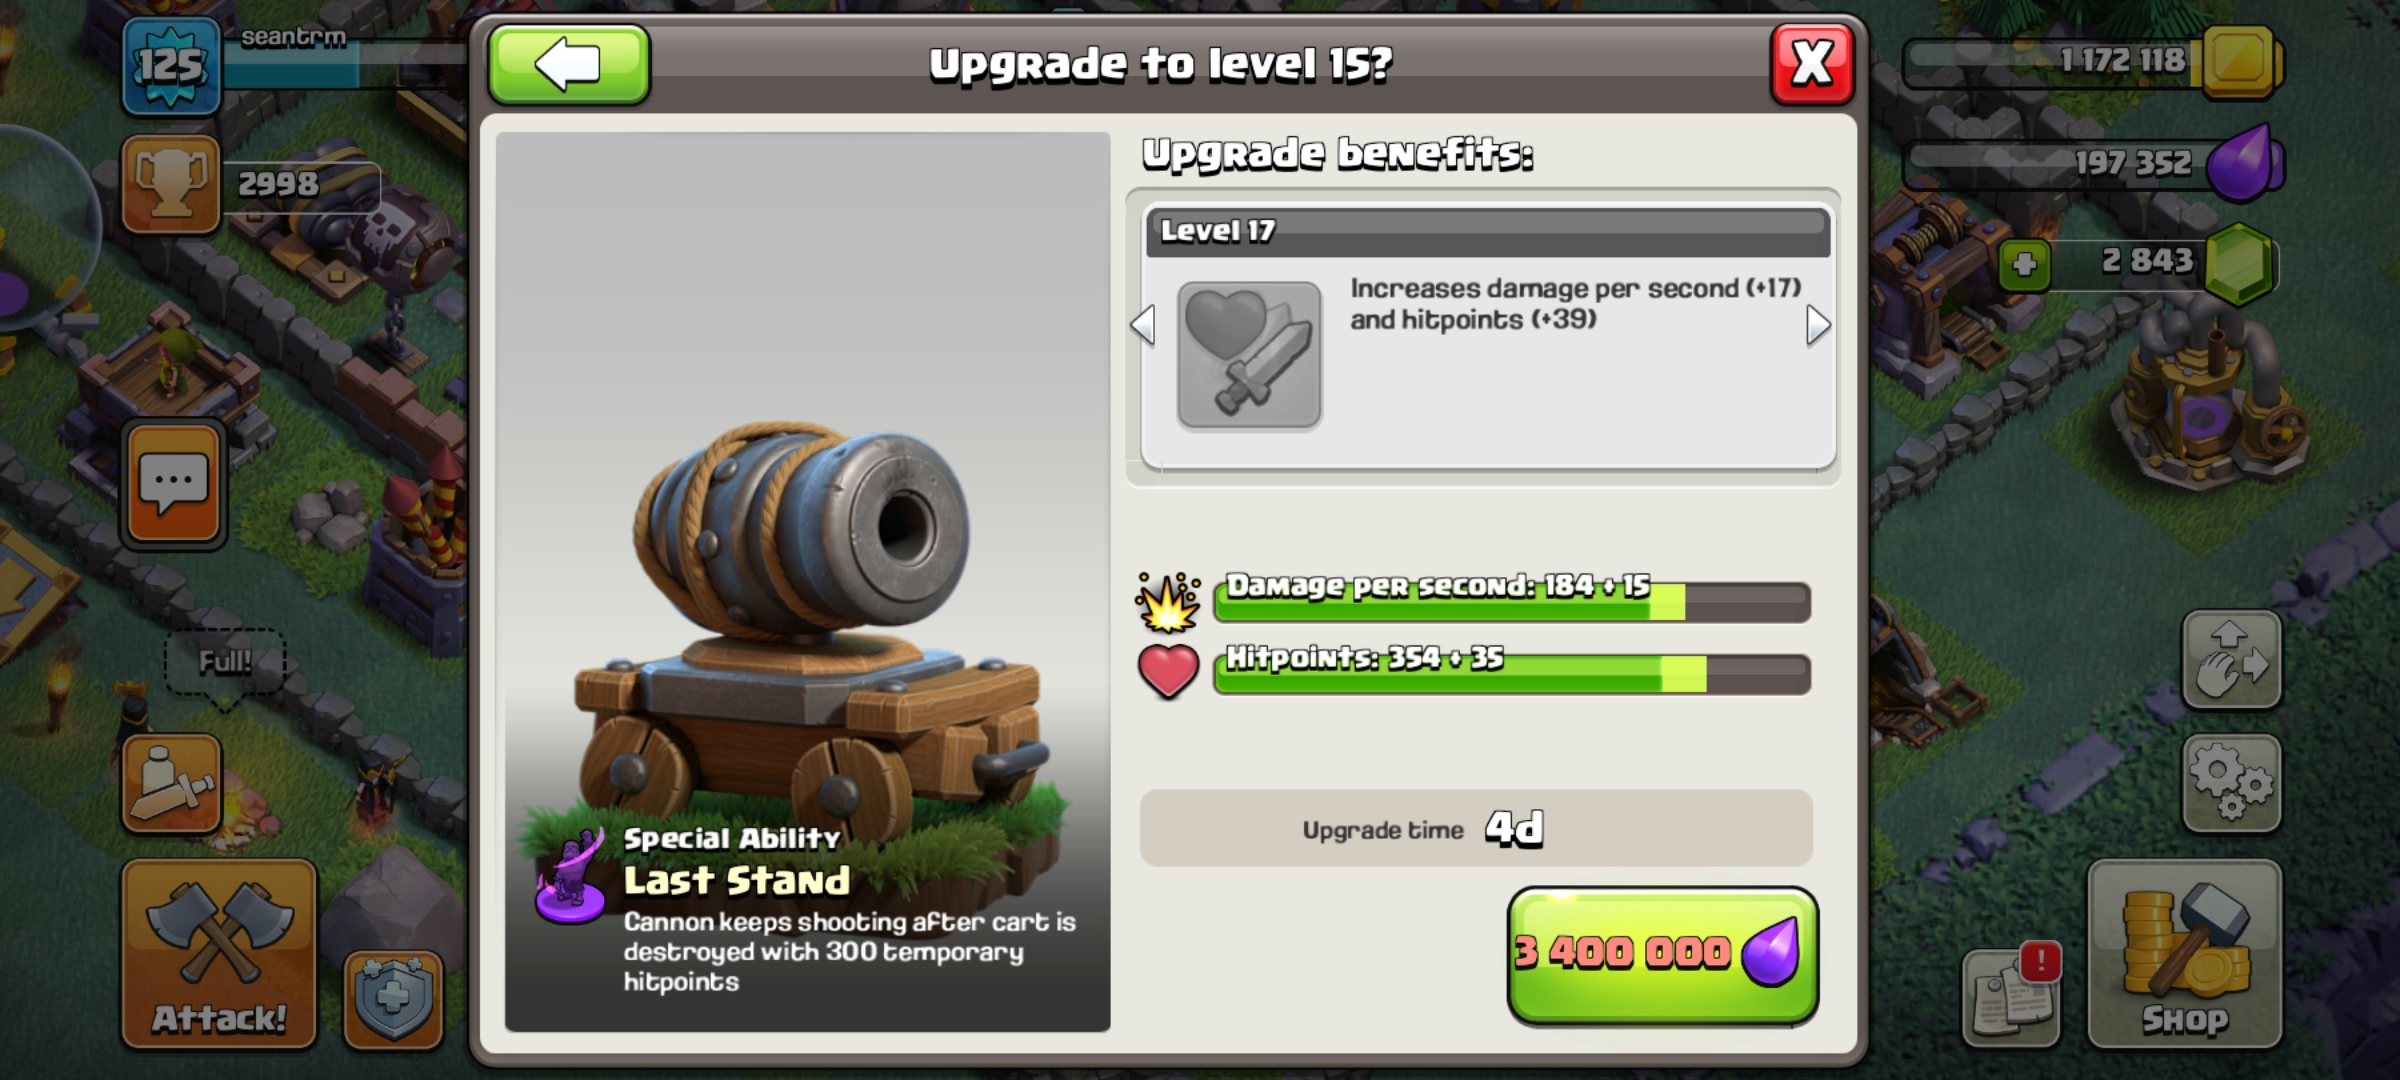 125
seantrm
2998
Full!
Attack!
Upgrade to level 15?
X
Special Ability
Last Stand
Cannon keeps shooting after cart is
destroyed with 300 temporary
hitpoints
Upgrade benefits:
Level 17
Increases damage per second (+17)
and hitpoints (+39)
Damage per second: 184 + 15
Hitpoints: 354 + 35
Upgrade time 4d
3 400 000
1 172 118
197 352
2 843
!
Shop